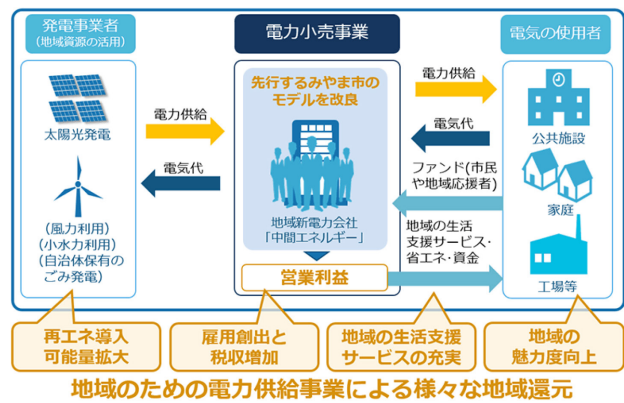 発電事業者
(地域資源の活用)
太陽光発電
(風力利用)
(小水力利用)
(自治体保有の
ごみ発電)
電力供給
電気代
電力小売事業
先行するみやま市の
モデルを改良
地域新電力会社
「中間エネルギー」
営業利益
電力供給
電気代
ファンド(市民
や地域応援者)
地域の生活
支援サービス・
省エネ・資金
電気の使用者
公共施設
家庭
工場等
再エネ導入
可能量拡大
雇用創出と
税収増加
地域の生活支援
サービスの充実
地域の
魅力度向上
地域のための電力供給事業による様々な地域還元